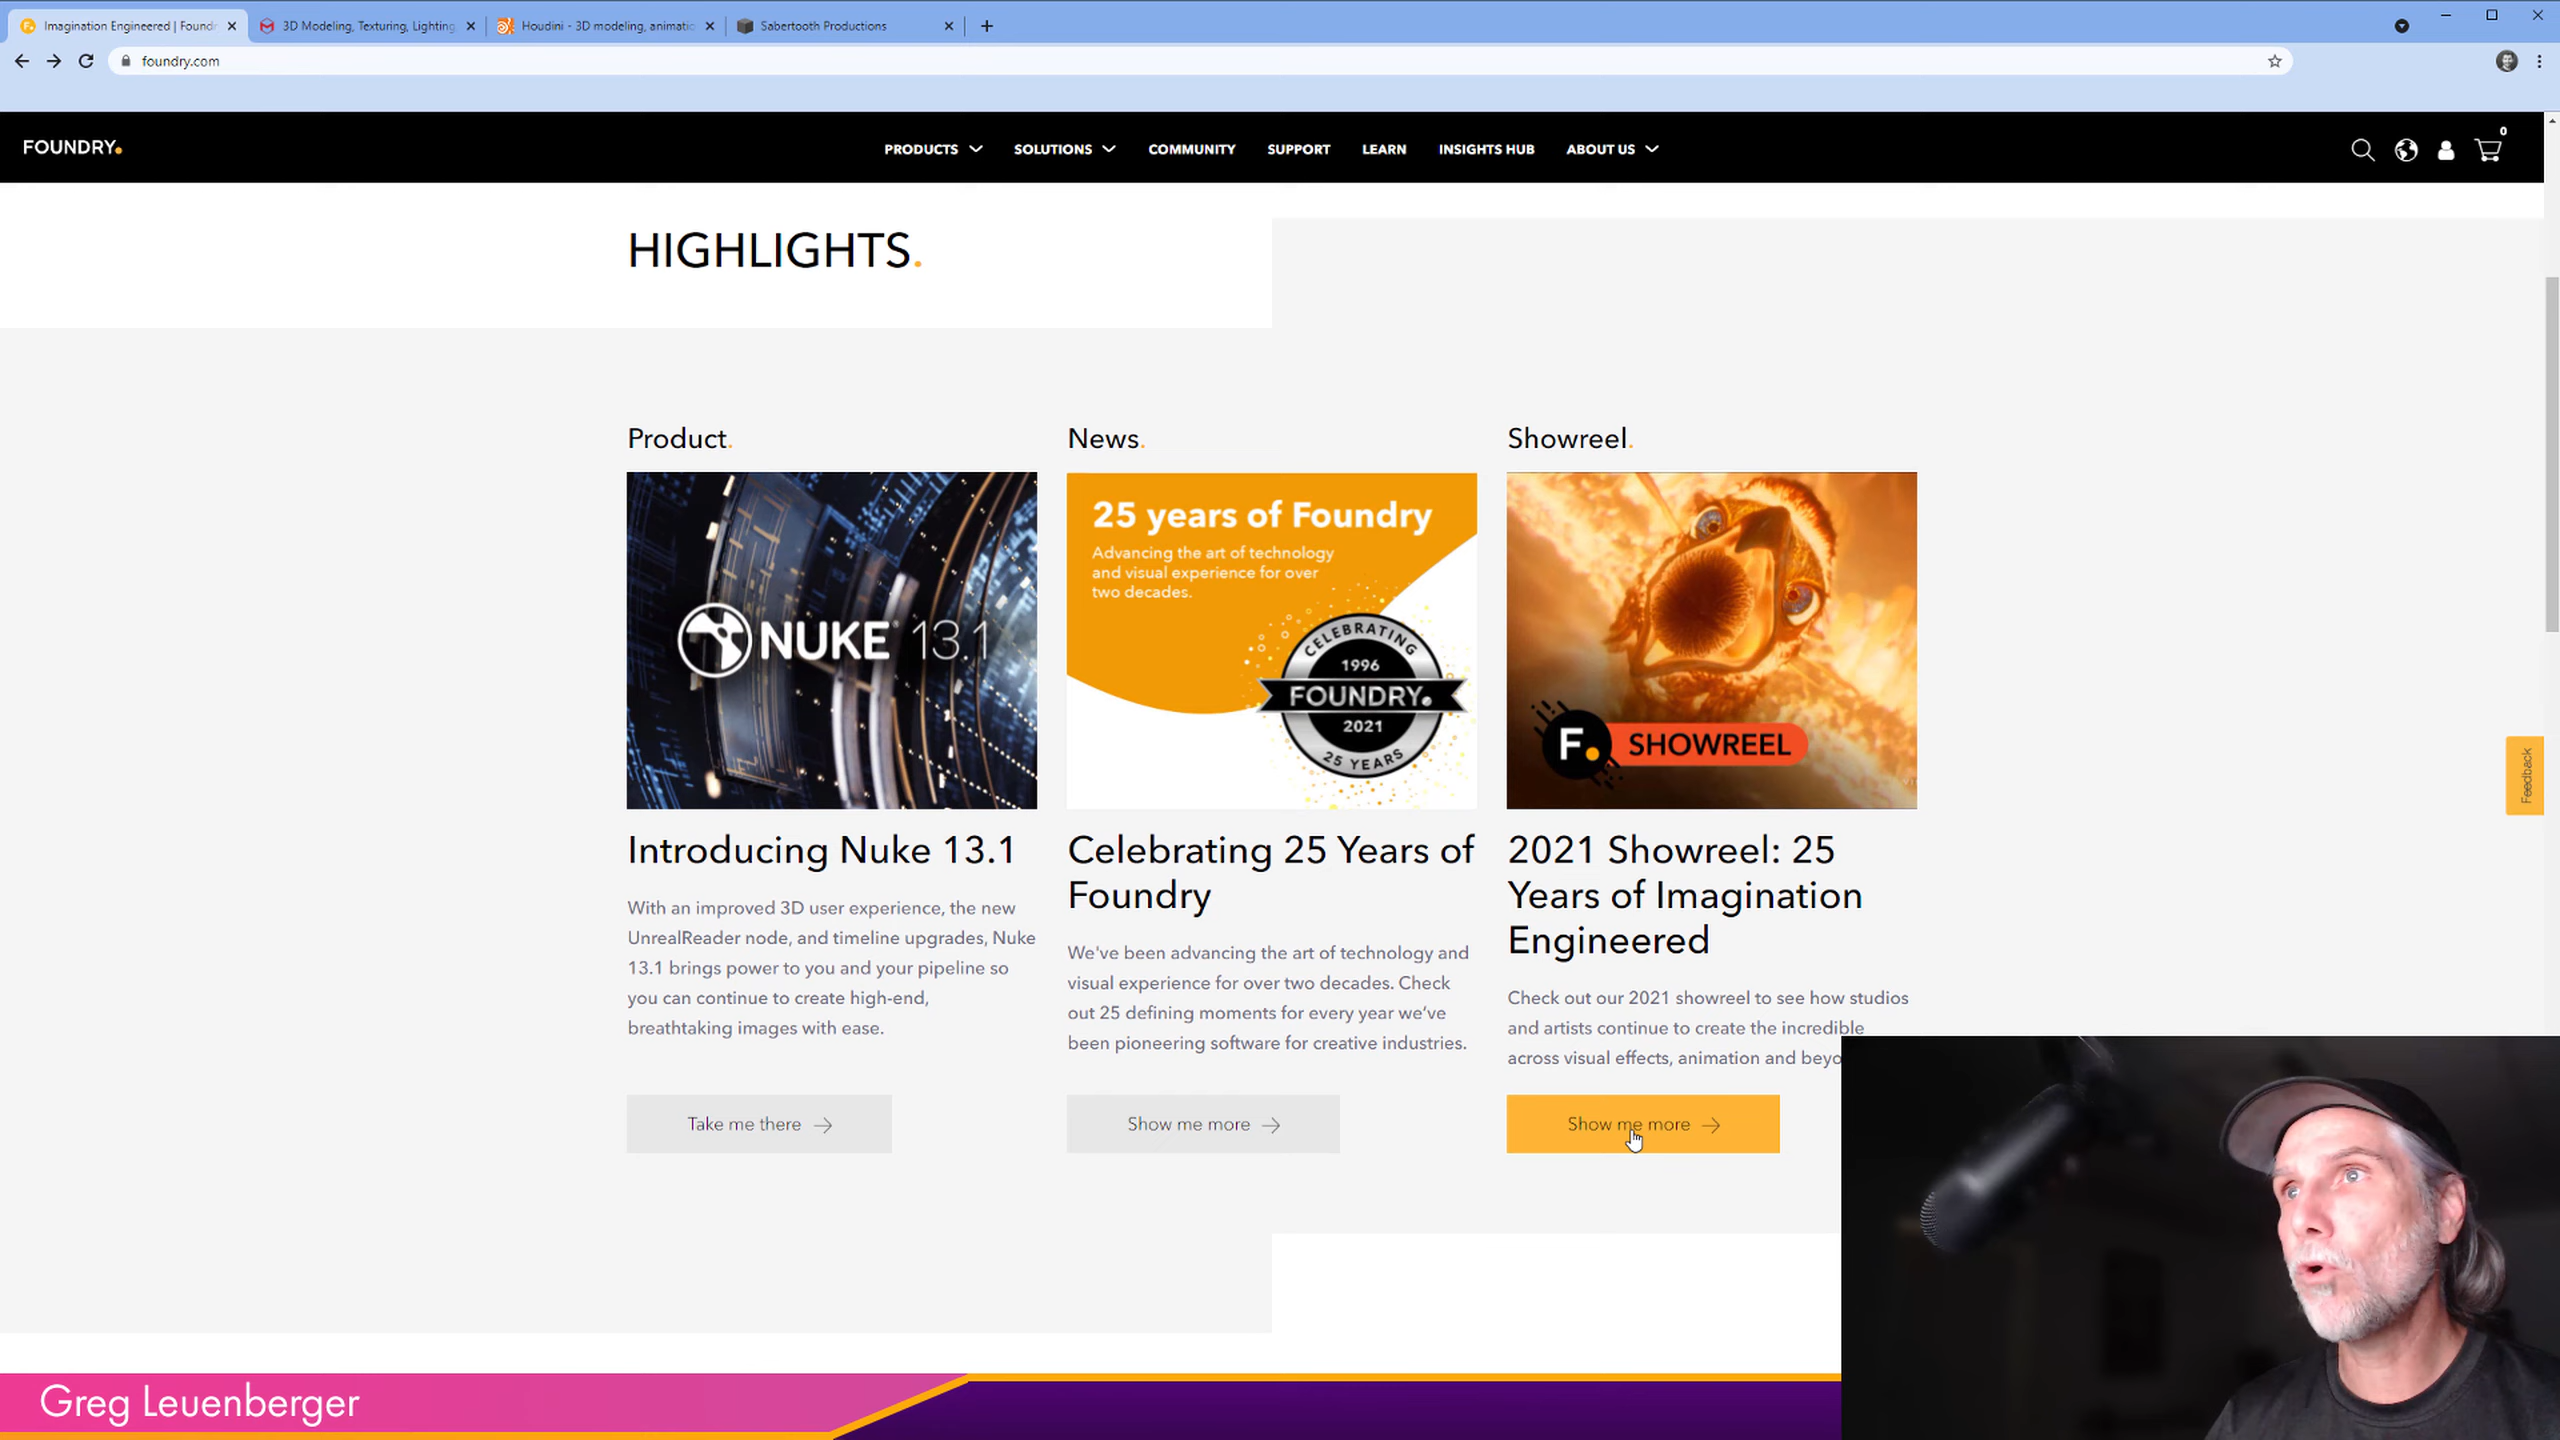 Imagination Engineered | Found
3D Modeling, Texturing, Lighting,
Houdini - 3D modeling, animatic
Sabertooth Productions
foundry.com
FOUNDRY.
PRODUCTS
SOLUTIONS
COMMUNITY
SUPPORT
LEARN
INSIGHTS HUB
ABOUT US
0
HIGHLIGHTS.
Product.
NUKE 13.1
Introducing Nuke 13.1
With an improved 3D user experience, the new
UnrealReader node, and timeline upgrades, Nuke
13.1 brings power to you and your pipeline so
you can continue to create high-end,
breathtaking images with ease.
Take me there
News.
25 years of Foundry
Advancing the art of technology
and visual experience for over
two decades.
CELEBRATING
1996
FOUNDRY.
2021
25 YEARS
Celebrating 25 Years of
Foundry
We've been advancing the art of technology and
visual experience for over two decades. Check
out 25 defining moments for every year we've
been pioneering software for creative industries.
Show me more
Showreel.
F.
SHOWREEL
2021 Showreel: 25
Years of Imagination
Engineered
Check out our 2021 showreel to see how studios
and artists continue to create the incredible
across visual effects, animation and beyo
Show me more
Feedback
Greg Leuenberger